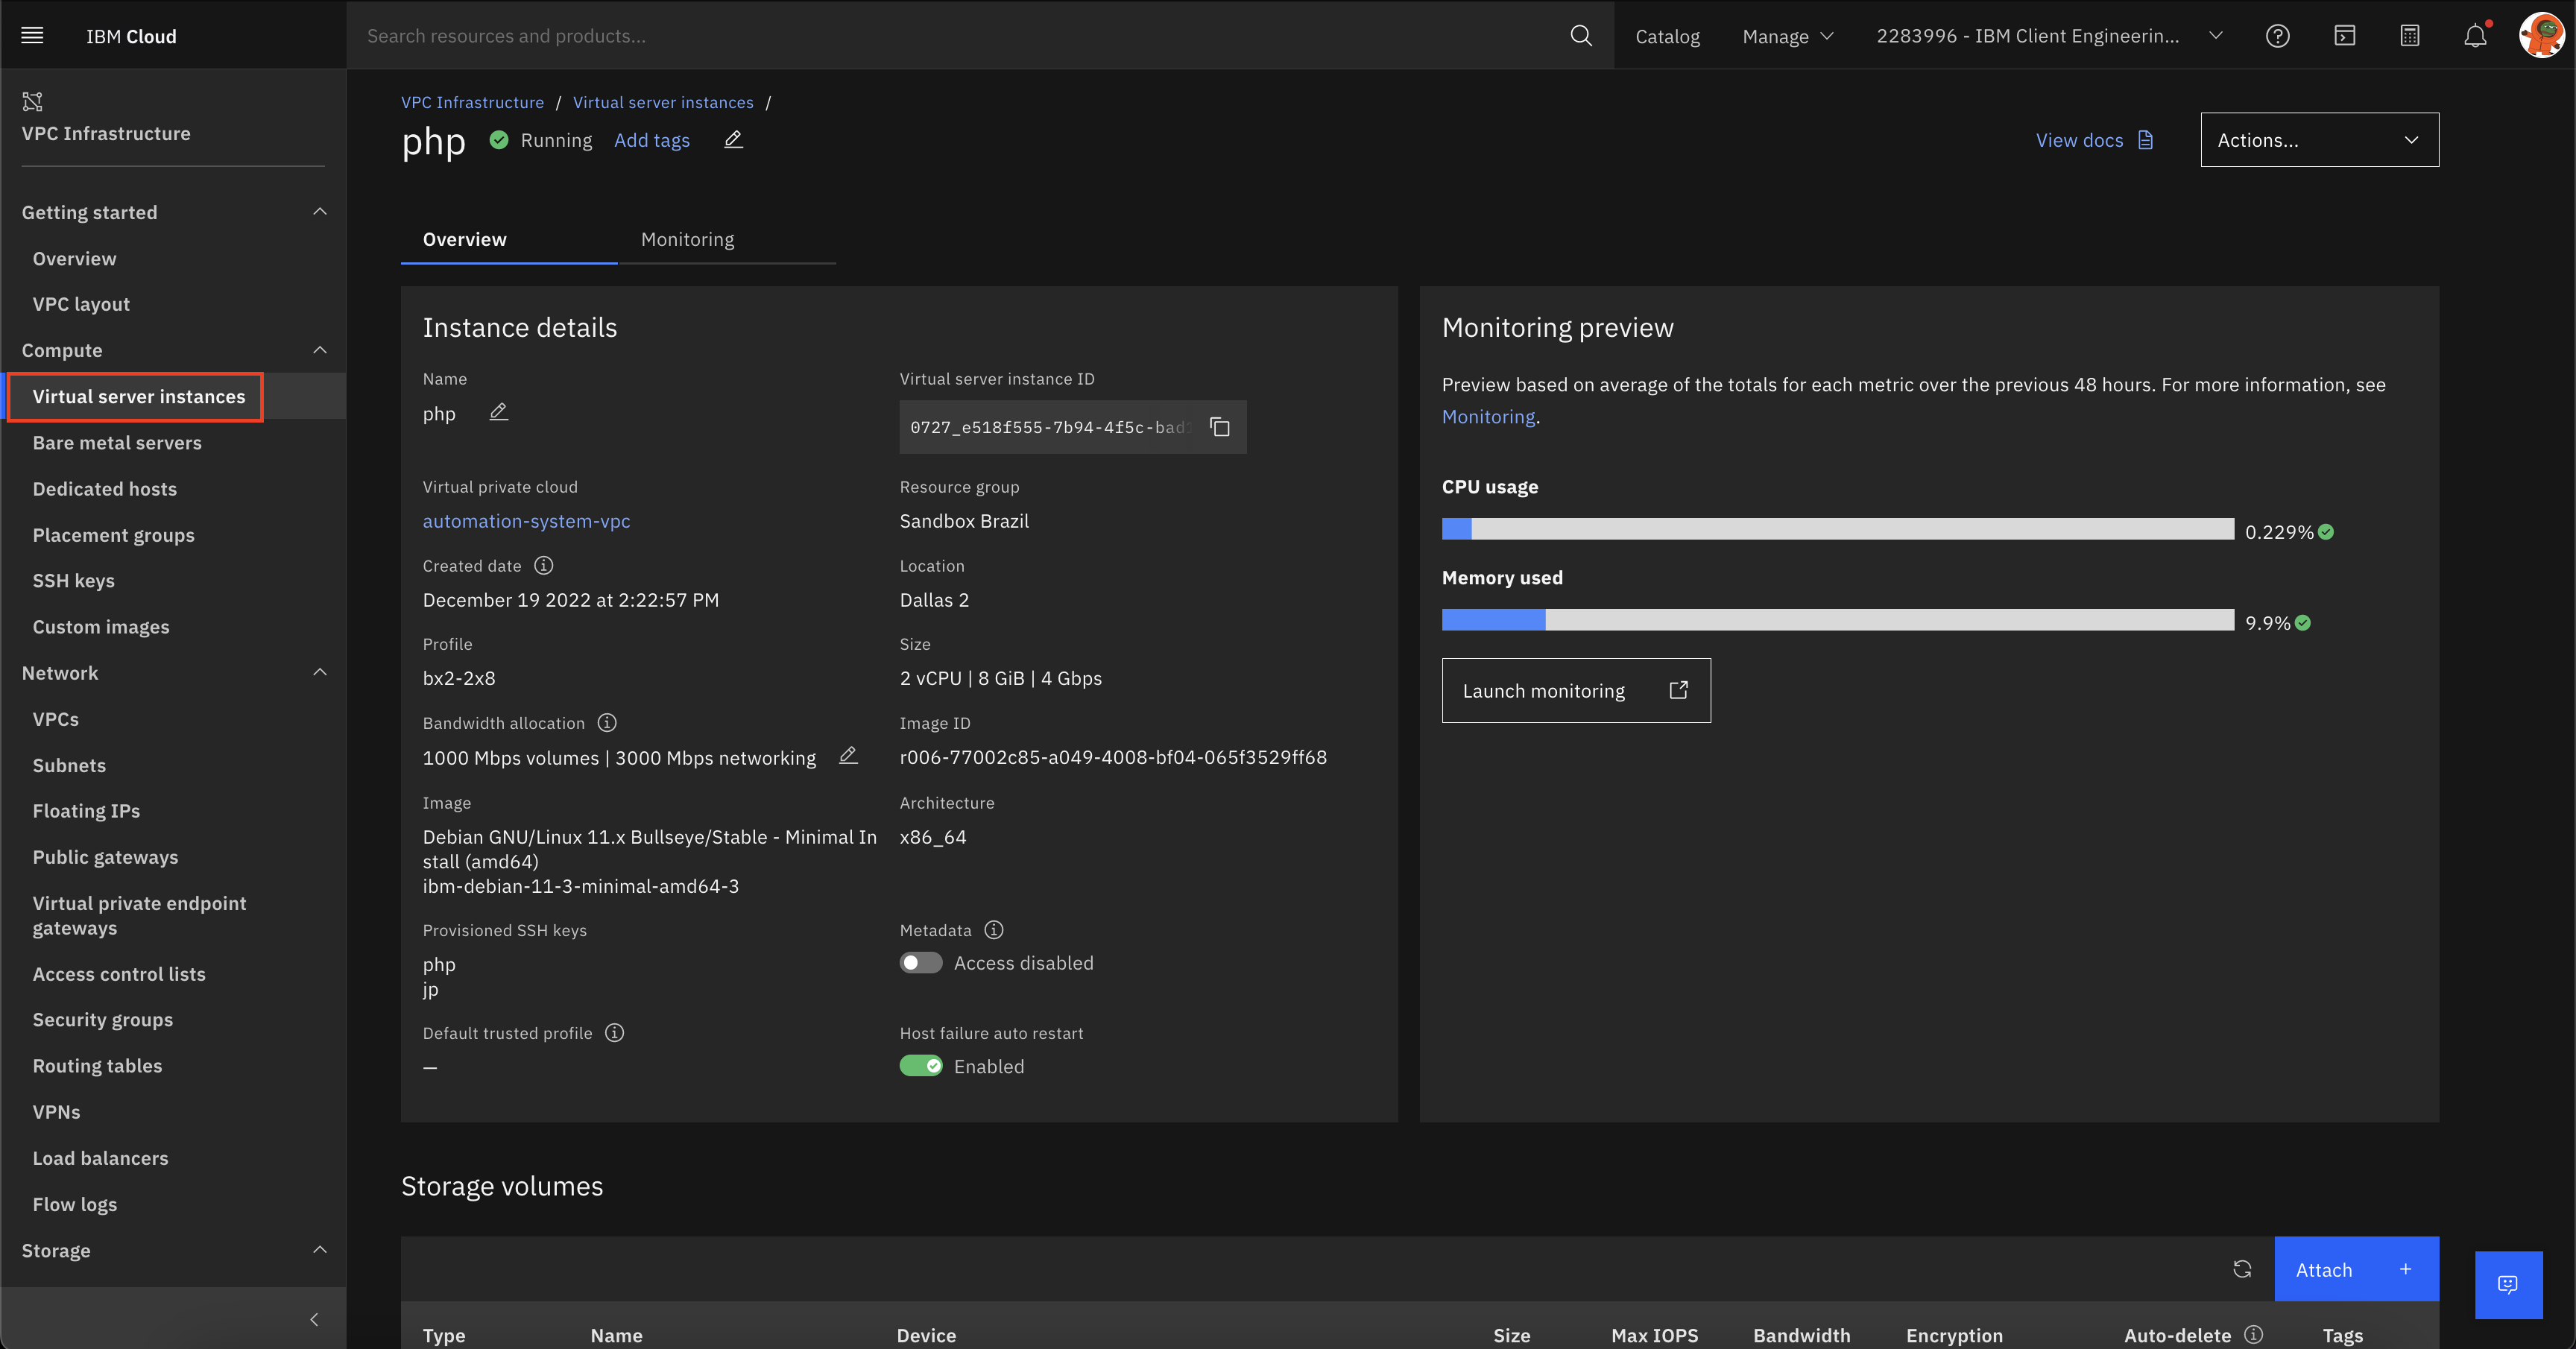 IBM Cloud
Search resources and products...
Catalog
Manage
2283996 - IBM Client Engineerin...
VPC Infrastructure
Getting started
Overview
VPC layout
Compute
Virtual server instances
Bare metal servers
Dedicated hosts
Placement groups
SSH keys
Custom images
Network
VPCs
Subnets
Floating IPs
Public gateways
Virtual private endpoint
gateways
Access control lists
Security groups
Routing tables
VPNs
Load balancers
Flow logs
Storage
VPC Infrastructure / Virtual server instances /
php Running Add tags
View docs
Actions...
Overview
Monitoring
Instance details
Name
php
Virtual server instance ID
0727_e518f555-7b94-4f5c-bad
Virtual private cloud
automation-system-vpc
Resource group
Sandbox Brazil
Created date
December 19 2022 at 2:22:57 PM
Location
Dallas 2
Profile
bx2-2x8
Size
2 vCPU | 8 GiB | 4 Gbps
Bandwidth allocation
1000 Mbps volumes | 3000 Mbps networking
Image ID
r006-77002c85-a049-4008-bf04-065f3529ff68
Image
Debian GNU/Linux 11.x Bullseye/Stable - Minimal In
stall (amd64)
ibm-debian-11-3-minimal-amd64-3
Architecture
x86_64
Provisioned SSH keys
php
jp
Metadata
Access disabled
Default trusted profile
–
Host failure auto restart
Enabled
Monitoring preview
Preview based on average of the totals for each metric over the previous 48 hours. For more information, see
Monitoring.
CPU usage
0.229%
Memory used
9.9%
Launch monitoring
Storage volumes
Attach +
Type
Name
Device
Size
Max IOPS
Bandwidth
Encryption
Auto-delete
Tags